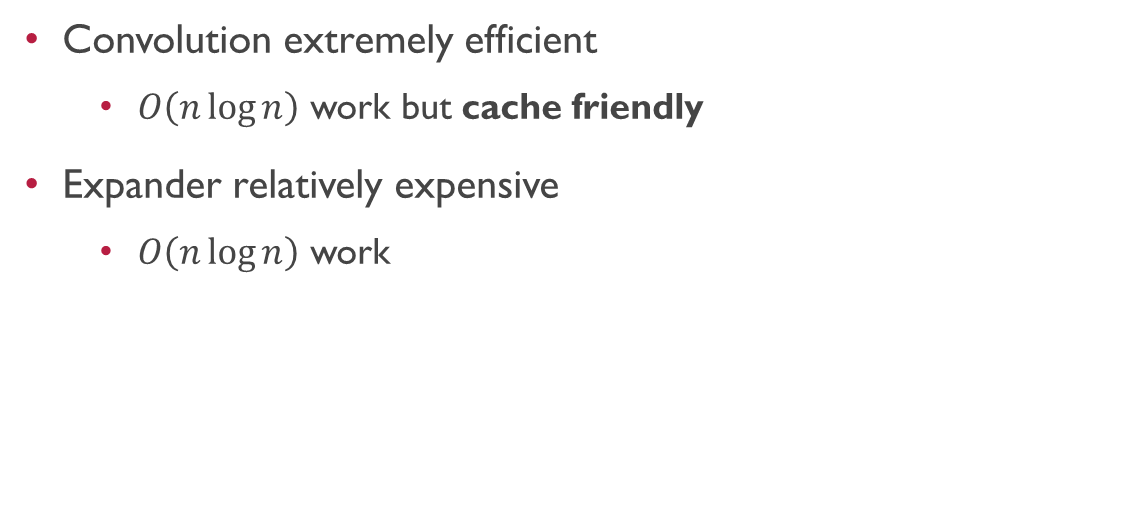 • Convolution extremely efficient
• O(n log n) work but cache friendly
• Expander relatively expensive
• O(n log n) work